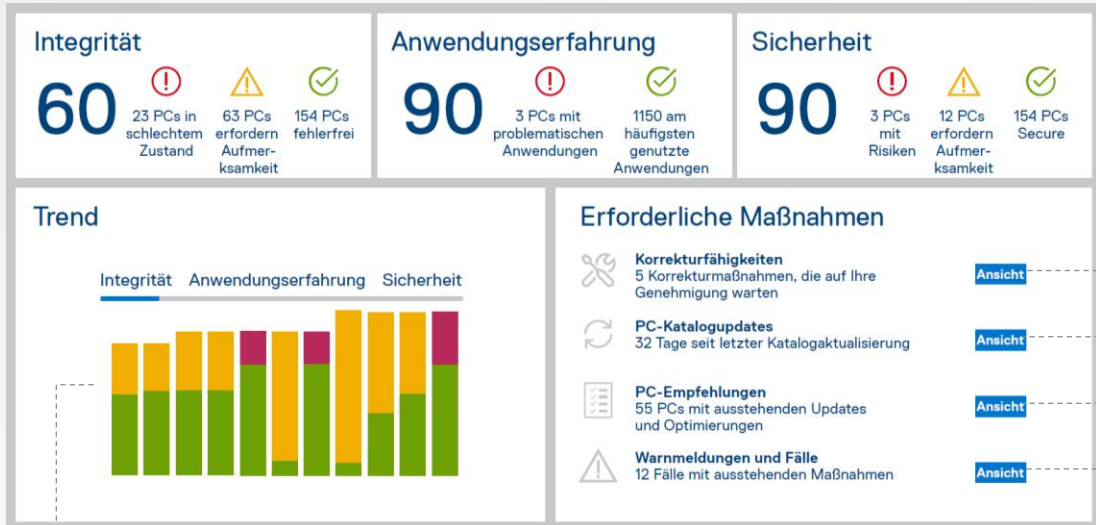 Integrität
60
23 PCs in
schlechtem
Zustand
63 PCs
erfordern
Aufmer-
ksamkeit
154 PCs
fehlerfrei
Anwendungserfahrung
90
3 PCs mit
problematischen
Anwendungen
1150 am
häufigsten
genutzte
Anwendungen
Sicherheit
90
3 PCs
mit
Risiken
12 PCs
erfordern
Aufmer-
ksamkeit
154 PCs
Secure
Trend
Integrität Anwendungserfahrung Sicherheit
Erforderliche Maßnahmen
Korrekturfähigkeiten
5 Korrekturmaßnahmen, die auf Ihre
Genehmigung warten
Ansicht
PC-Katalogupdates
32 Tage seit letzter Katalogaktualisierung
Ansicht
PC-Empfehlungen
55 PCs mit ausstehenden Updates
und Optimierungen
Ansicht
Warnmeldungen und Fälle
12 Fälle mit ausstehenden Maßnahmen
Ansicht